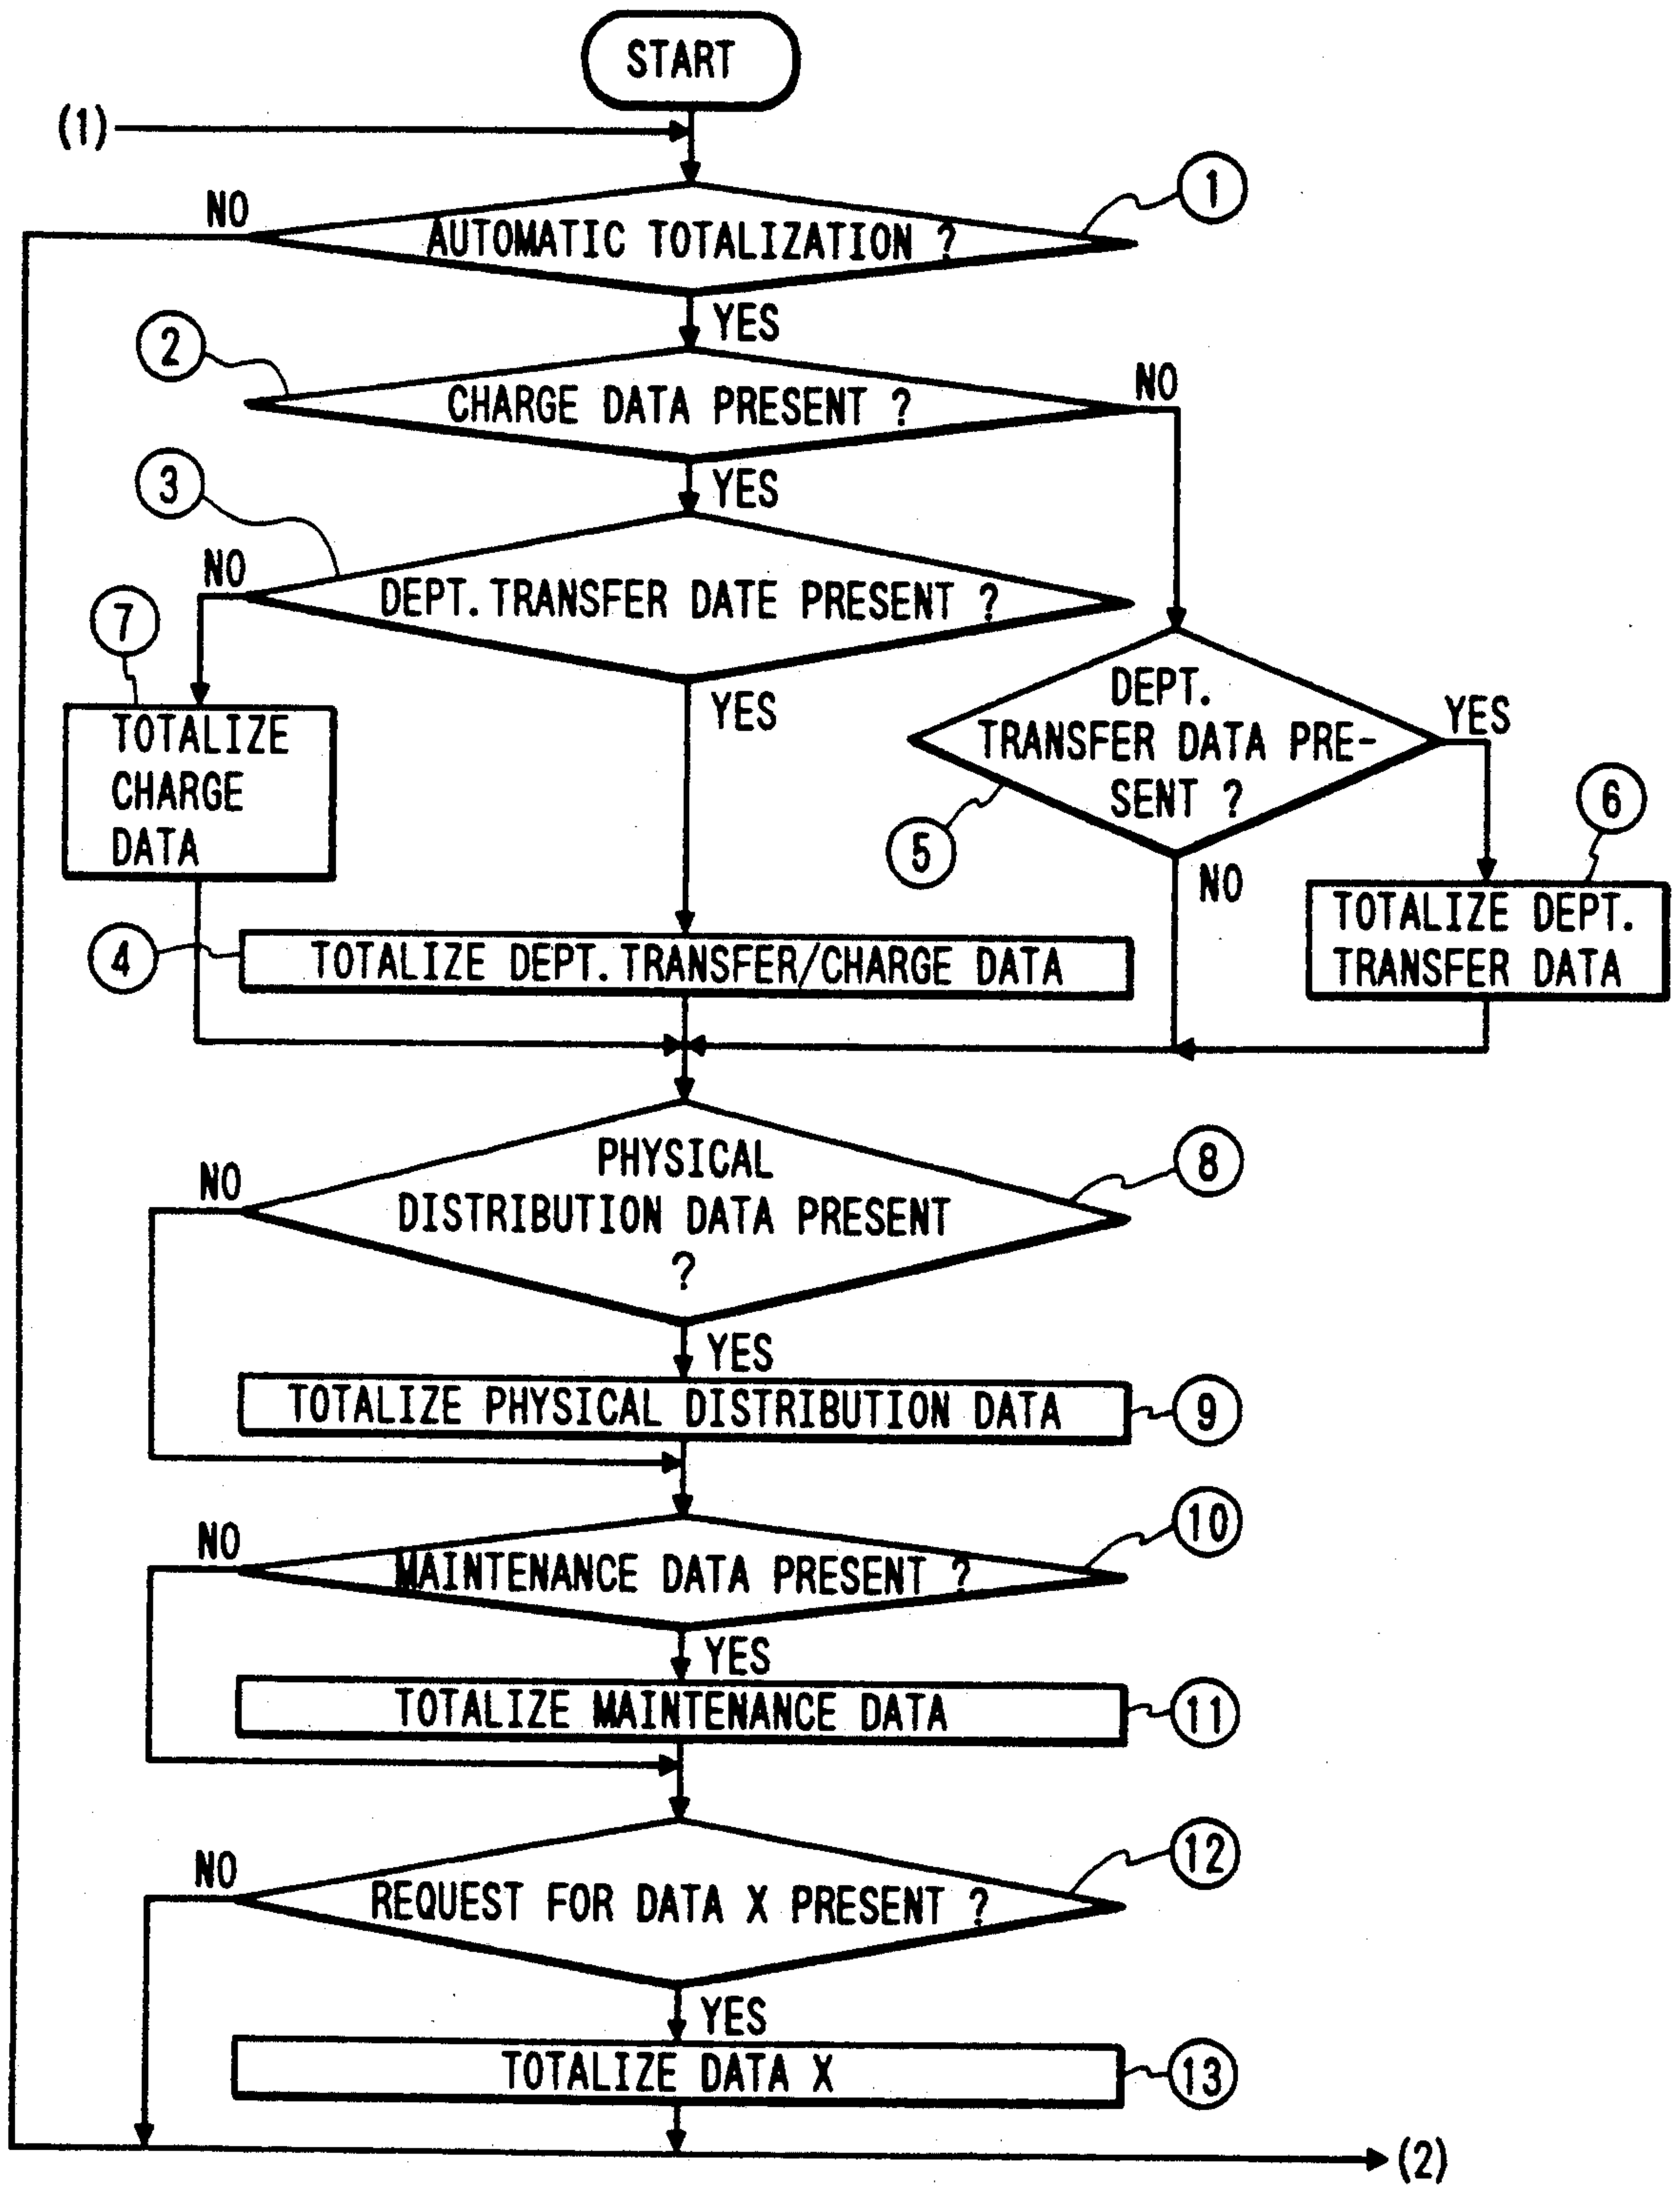 START
(1)
1
NO
AUTOMATIC TOTALIZATION ?
YES
2
NO
CHARGE DATA PRESENT ?
YES
3
NO
DEPT. TRANSFER DATE PRESENT ?
YES
7
TOTALIZE
CHARGE
DATA
DEPT.
TRANSFER DATA PRE-
SENT ?
YES
5
NO
6
TOTALIZE DEPT.
TRANSFER DATA
4
TOTALIZE DEPT. TRANSFER/CHARGE DATA
8
NO
PHYSICAL
DISTRIBUTION DATA PRESENT
?
YES
TOTALIZE PHYSICAL DISTRIBUTION DATA
9
10
NO
MAINTENANCE DATA PRESENT ?
YES
TOTALIZE MAINTENANCE DATA
11
12
NO
REQUEST FOR DATA X PRESENT ?
YES
TOTALIZE DATA X
13
(2)